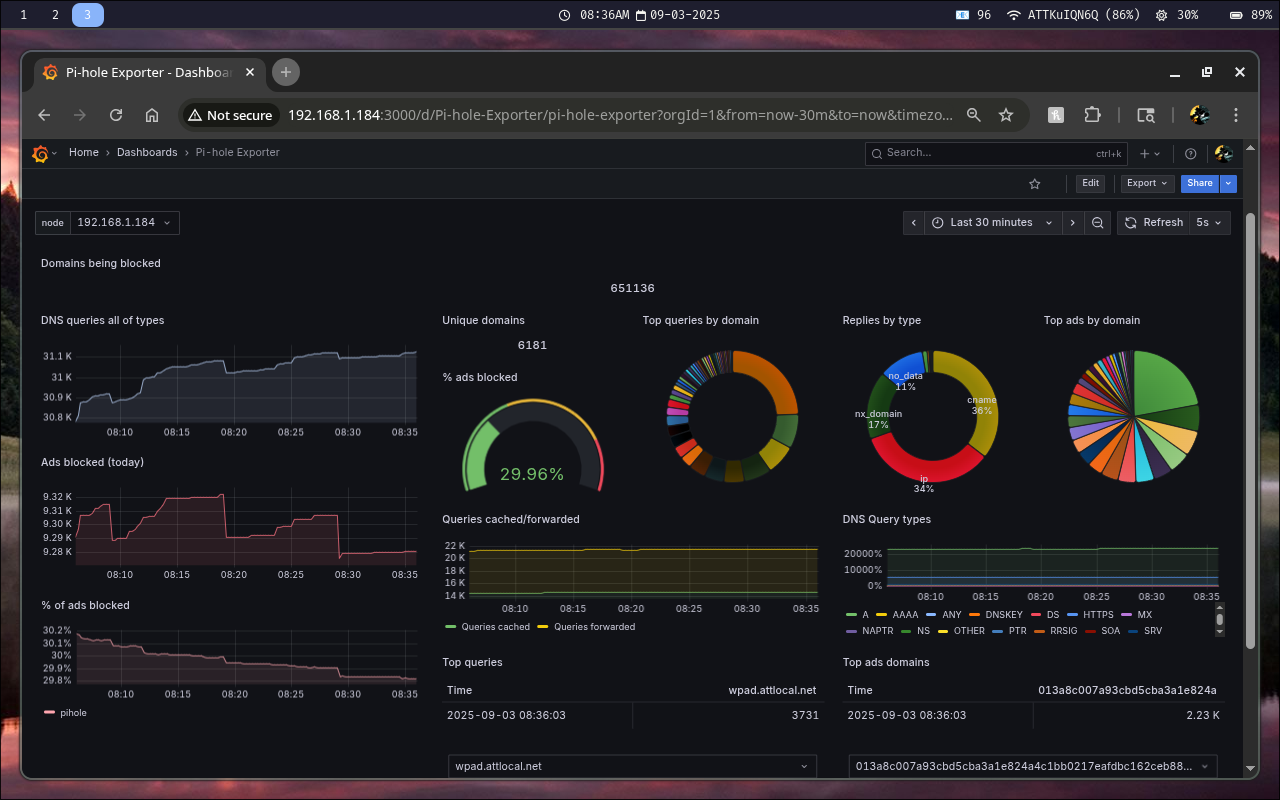 1 2 3 08:36AM 09-03-2025 96 ATTKuIQN6Q (86%) 30% 89%
Pi-hole Exporter - Dashboa
Not secure 192.168.1.184:3000/d/Pi-hole-Exporter/pi-hole-exporter?orgId=1&from=now-30m&to=now&timezo...
Home › Dashboards › Pi-hole Exporter Search... ctrl+k
Edit Export Share
node 192.168.1.184 Last 30 minutes Refresh 5s
Domains being blocked
651136
DNS queries all of types
31.1 K
31 K
30.9 K
30.8 K
08:10 08:15 08:20 08:25 08:30 08:35
Ads blocked (today)
9.32 K
9.31 K
9.30 K
9.29 K
9.28 K
08:10 08:15 08:20 08:25 08:30 08:35
% of ads blocked
30.2%
30.1%
30%
29.9%
29.8%
08:10 08:15 08:20 08:25 08:30 08:35
pihole
Unique domains
6181
% ads blocked
29.96%
Top queries by domain
Replies by type
no_data
11%
cname
36%
nx_domain
17%
ip
34%
Top ads by domain
Queries cached/forwarded
22 K
20 K
18 K
16 K
14 K
08:10 08:15 08:20 08:25 08:30 08:35
Queries cached Queries forwarded
DNS Query types
20000%
10000%
0%
08:10 08:15 08:20 08:25 08:30 08:35
A AAAA ANY DNSKEY DS HTTPS MX
NAPTR NS OTHER PTR RRSIG SOA SRV
Top queries
Time wpad.attlocal.net
2025-09-03 08:36:03 3731
wpad.attlocal.net
Top ads domains
Time 013a8c007a93cbd5cba3a1e824a
2025-09-03 08:36:03 2.23 K
013a8c007a93cbd5cba3a1e824a4c1bb0217eafdbc162ceb88...